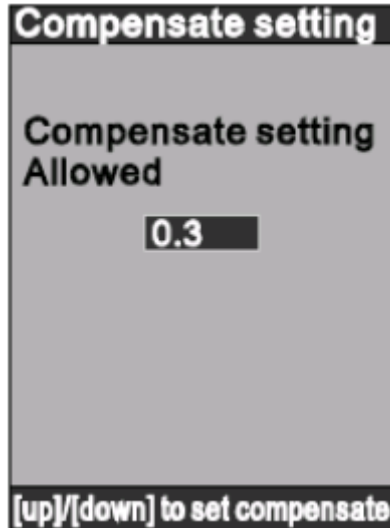 Compensate setting
Compensate setting
Allowed
0.3
[up]/[down] to set compensate